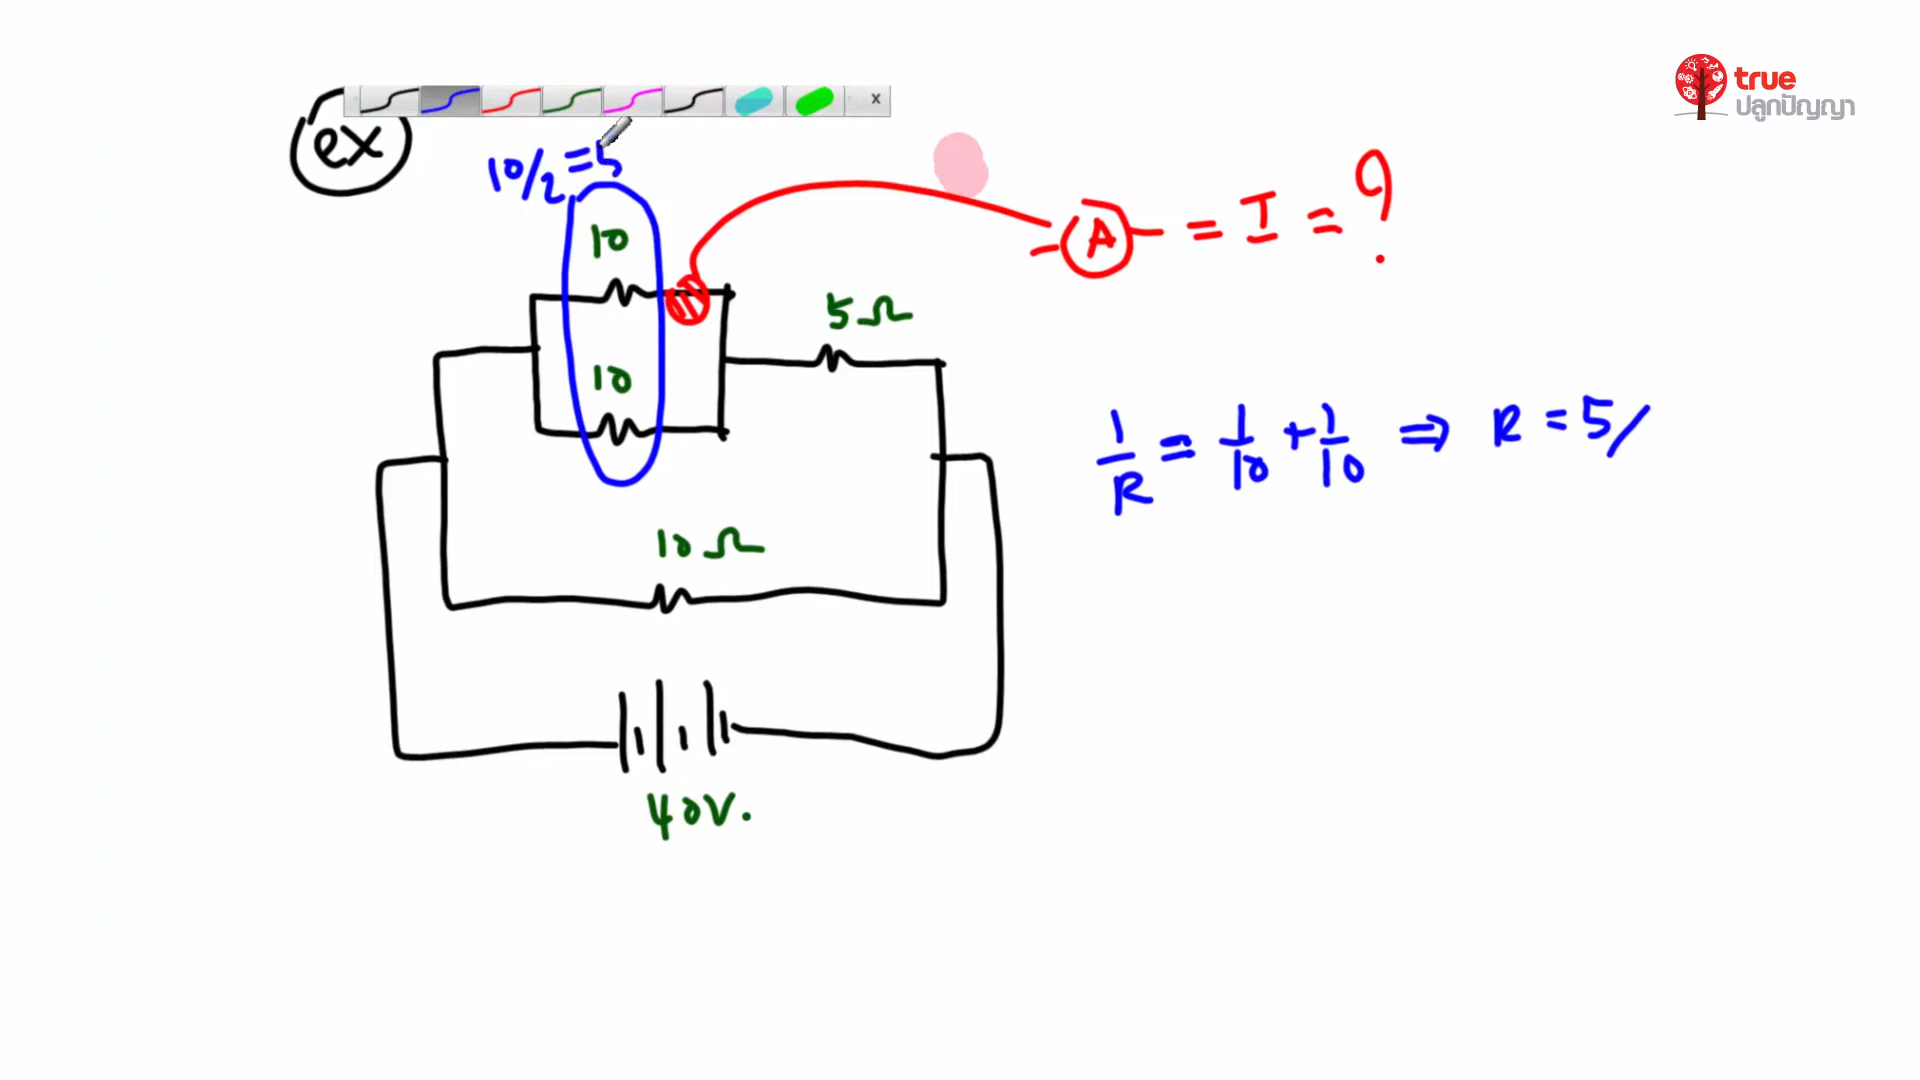 true
ปลูกปัญญา
ex
10/2 = 5
10
A = I = ?
5Ω
10
1/R = 1/10 + 1/10 ⇒ R = 5/
10Ω
40V.